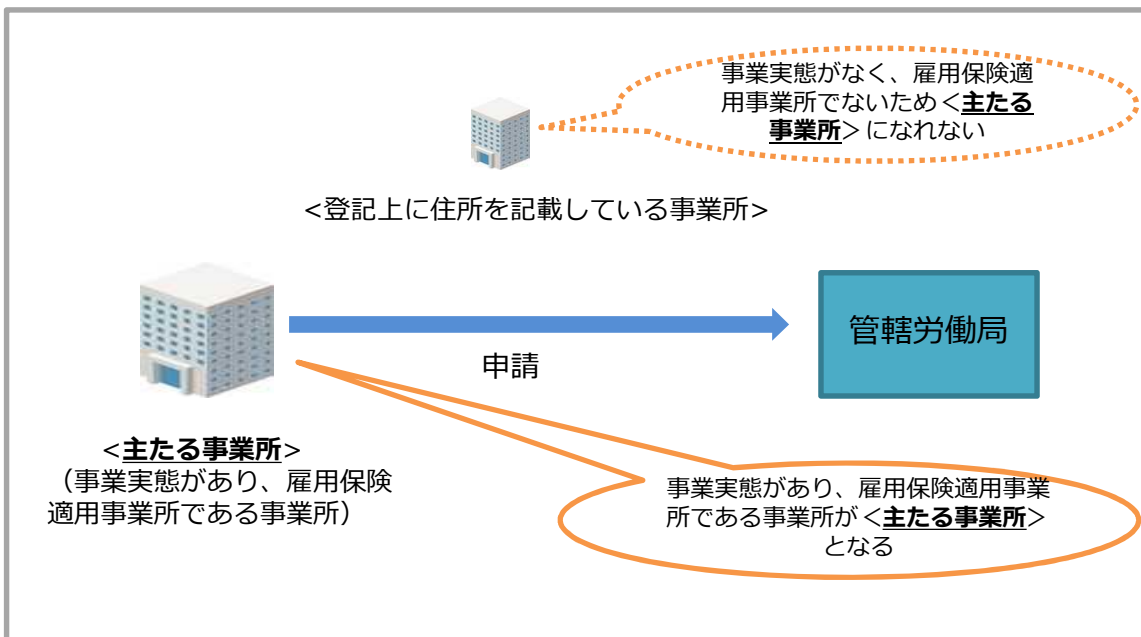 事業実態がなく、雇用保険適
用事業所でないため<主たる
事業所>になれない
<登記上に住所を記載している事業所>
管轄労働局
申請
<主たる事業所>
（事業実態があり、雇用保険
適用事業所である事業所）
事業実態があり、雇用保険適用事業
所である事業所が<主たる事業所>
となる